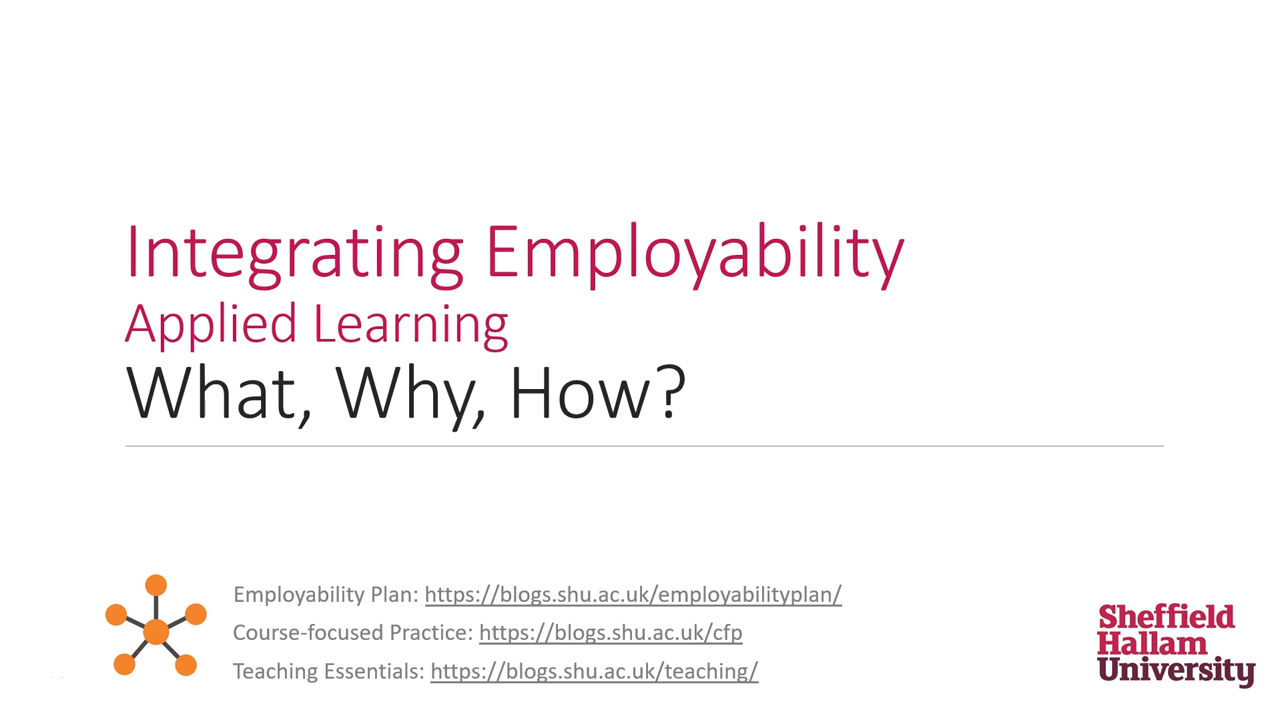 Integrating Employability
Applied Learning
What, Why, How?
Employability Plan: https://blogs.shu.ac.uk/employabilityplan/
Course-focused Practice: https://blogs.shu.ac.uk/cfp
Teaching Essentials: https://blogs.shu.ac.uk/teaching/
Sheffield
Hallam
University